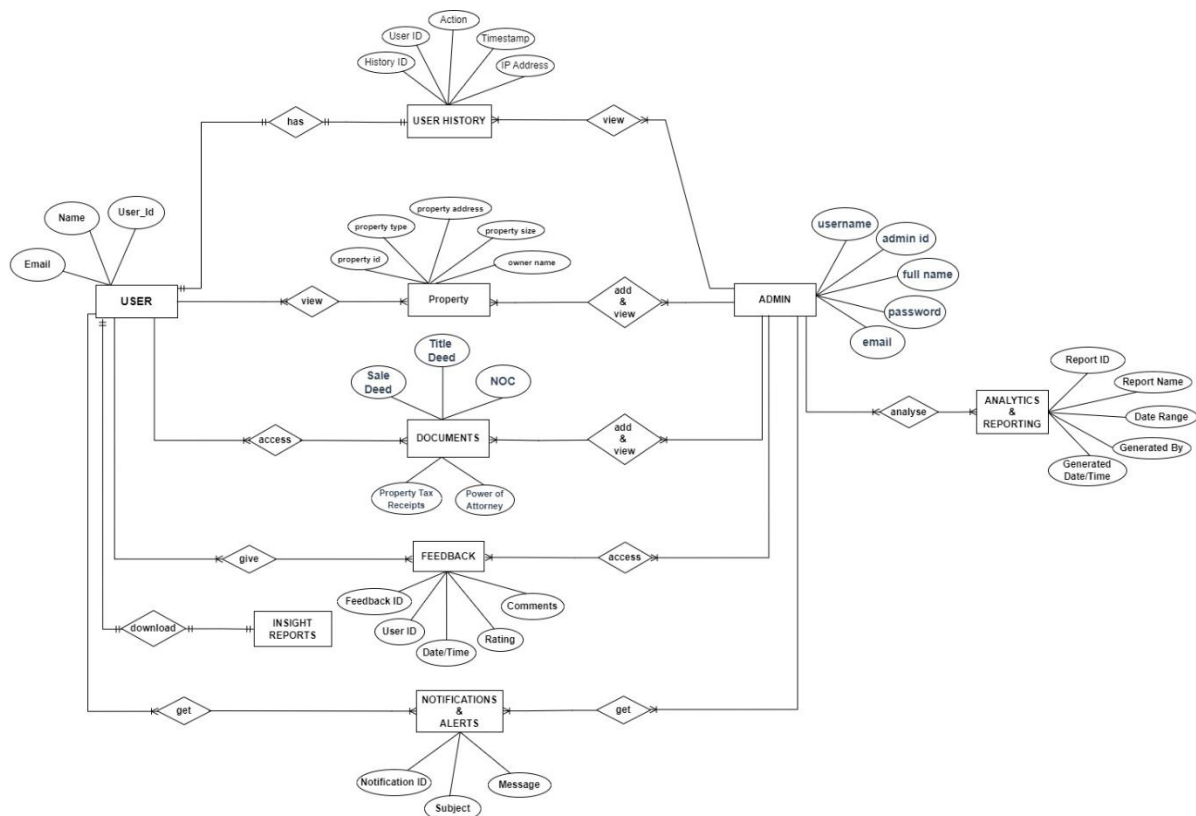 Action
User ID
Timestamp
History ID
IP Address
has
USER HISTORY
view
Name
User_Id
Email
USER
property address
property type
property size
property id
owner name
view
Property
add
&
view
username
admin id
full name
password
email
ADMIN
Title
Deed
Sale
Deed
NOC
access
DOCUMENTS
add
&
view
Property Tax
Receipts
Power of
Attorney
analyse
ANALYTICS
&
REPORTING
Report ID
Report Name
Date Range
Generated By
Generated
Date/Time
give
FEEDBACK
access
Feedback ID
Comments
User ID
Rating
Date/Time
download
INSIGHT
REPORTS
get
NOTIFICATIONS
&
ALERTS
get
Notification ID
Message
Subject